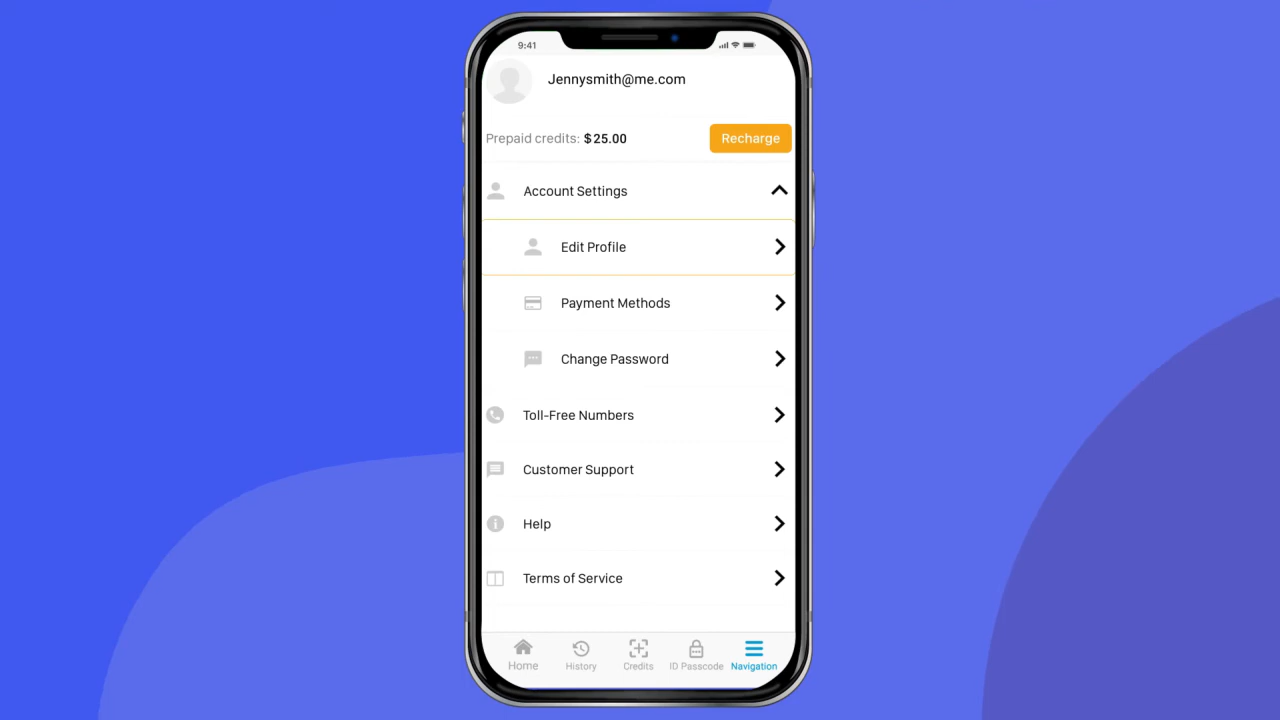 9:41
Jennysmith@me.com
Prepaid credits: $25.00
Recharge
Account Settings
Edit Profile
Payment Methods
Change Password
Toll-Free Numbers
Customer Support
Help
Terms of Service
Home History Credits ID Passcode Navigation